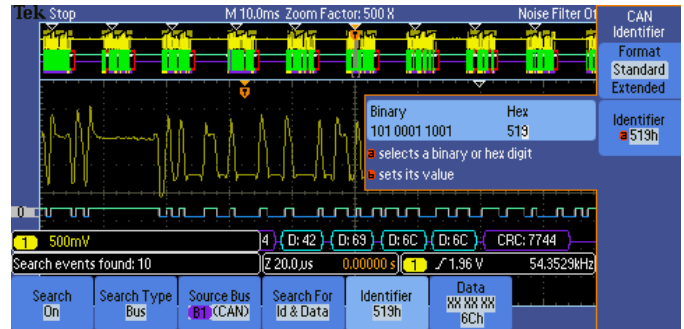 Tek Stop M 10.0ms Zoom Factor: 500 X Noise Filter Of
CAN
Identifier
Format
Standard
Extended
Identifier
a 519h
Binary Hex
101 0001 1001 519
a selects a binary or hex digit
b sets its value
0
1 500mV
4 D: 42 D: 69 D: 6C D: 6C CRC: 7744
Search events found: 10
Z 20.0µs 0.00000 s 1 1.96 V 54.3529kHz
Search
On
Search Type
Bus
Source Bus
B1 (CAN)
Search For
Id & Data
Identifier
519h
Data
XX XX XX
6Ch